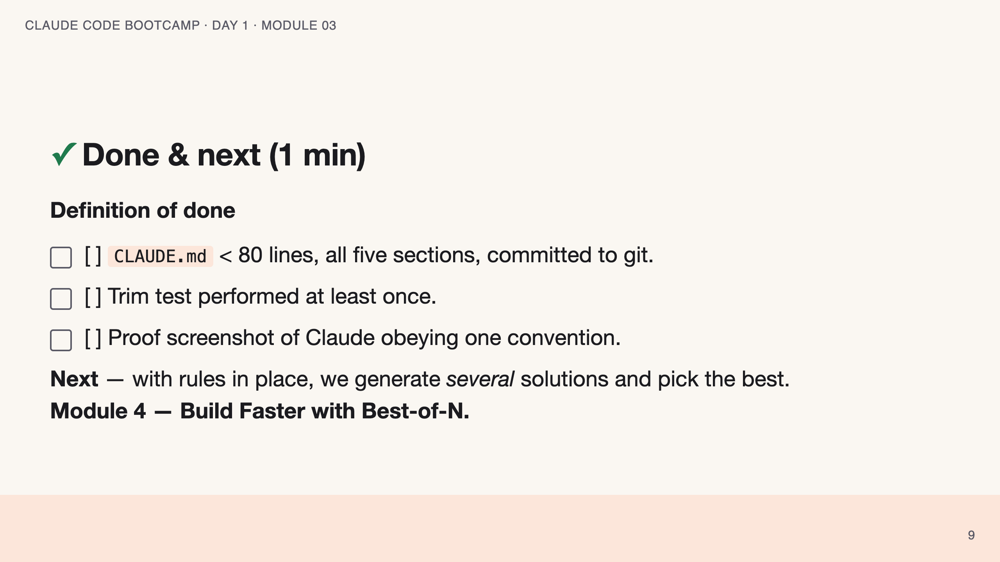 CLAUDE CODE BOOTCAMP · DAY 1 · MODULE 03
✓ Done & next (1 min)
Definition of done
[ ] CLAUDE.md < 80 lines, all five sections, committed to git.
[ ] Trim test performed at least once.
[ ] Proof screenshot of Claude obeying one convention.
Next — with rules in place, we generate several solutions and pick the best.
Module 4 — Build Faster with Best-of-N.
9